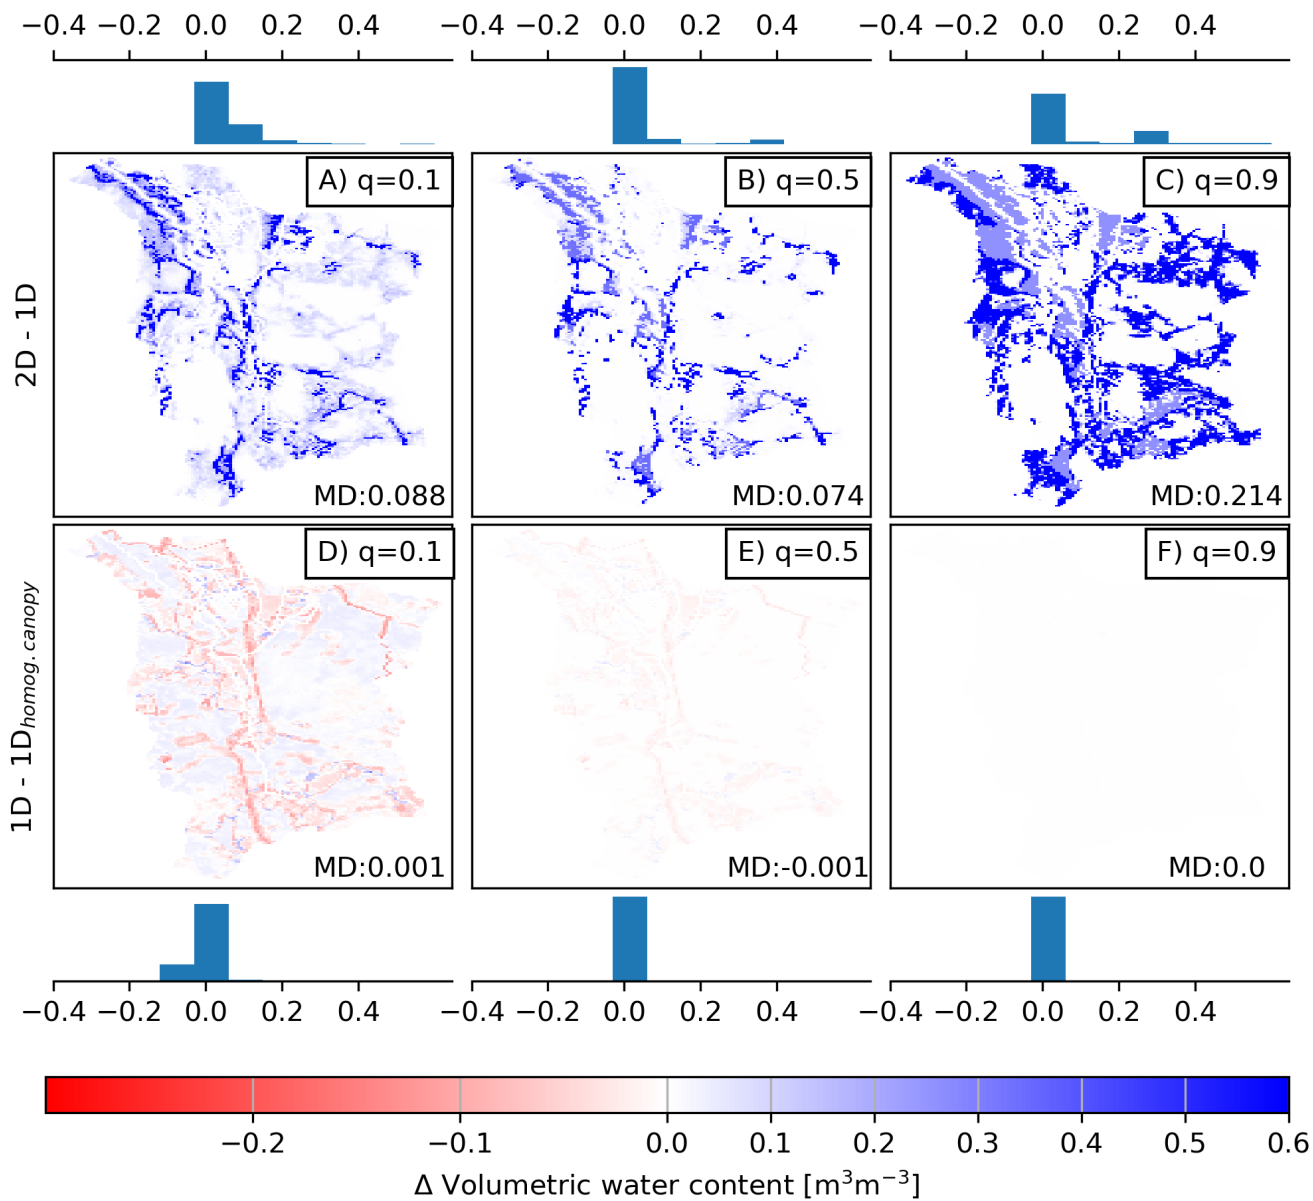 −0.4 −0.2 0.0 0.2 0.4 −0.4 −0.2 0.0 0.2 0.4 −0.4 −0.2 0.0 0.2 0.4
2D - 1D
A) q=0.1
MD:0.088
B) q=0.5
MD:0.074
C) q=0.9
MD:0.214
1D - 1Dhomog.canopy
D) q=0.1
MD:0.001
E) q=0.5
MD:-0.001
F) q=0.9
MD:0.0
−0.4 −0.2 0.0 0.2 0.4 −0.4 −0.2 0.0 0.2 0.4 −0.4 −0.2 0.0 0.2 0.4
−0.2 −0.1 0.0 0.1 0.2 0.3 0.4 0.5 0.6
Δ Volumetric water content [m³m⁻³]